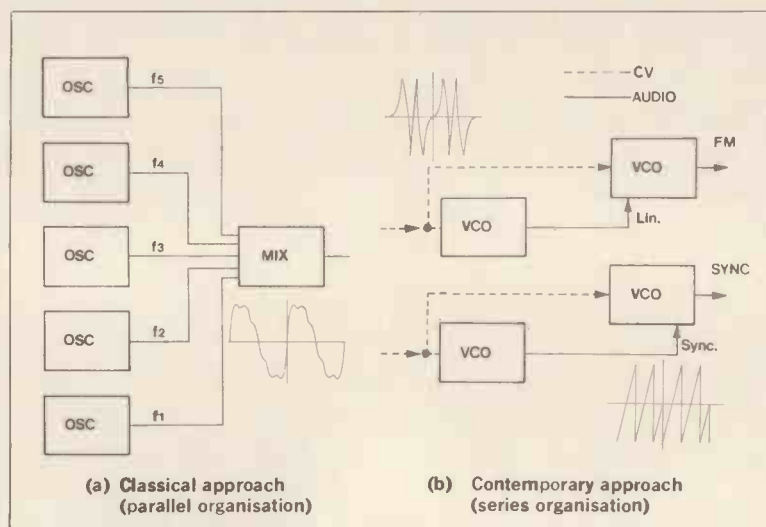 OSC
f5
OSC
f4
OSC
f3
OSC
f2
OSC
f1
MIX
(a) Classical approach
(parallel organisation)
CV
AUDIO
VCO
FM
VCO
Lin.
VCO
SYNC
VCO
Sync.
(b) Contemporary approach
(series organisation)